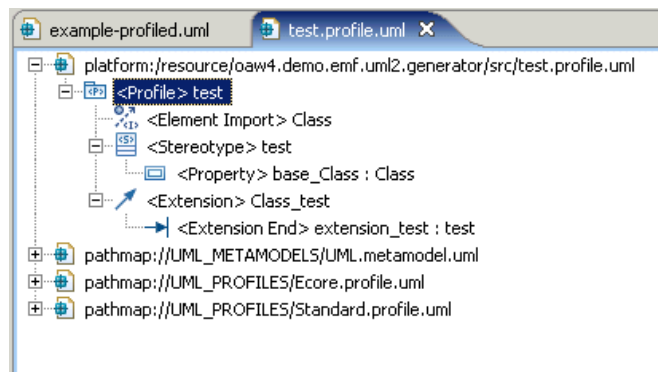 example-profiled.uml test.profile.uml
platform:/resource/oaw4.demo.emf.uml2.generator/src/test.profile.uml
<P> <Profile> test
<I> <Element Import> Class
<S> <Stereotype> test
<Property> base_Class : Class
<Extension> Class_test
<Extension End> extension_test : test
pathmap://UML_METAMODELS/UML.metamodel.uml
pathmap://UML_PROFILES/Ecore.profile.uml
pathmap://UML_PROFILES/Standard.profile.uml